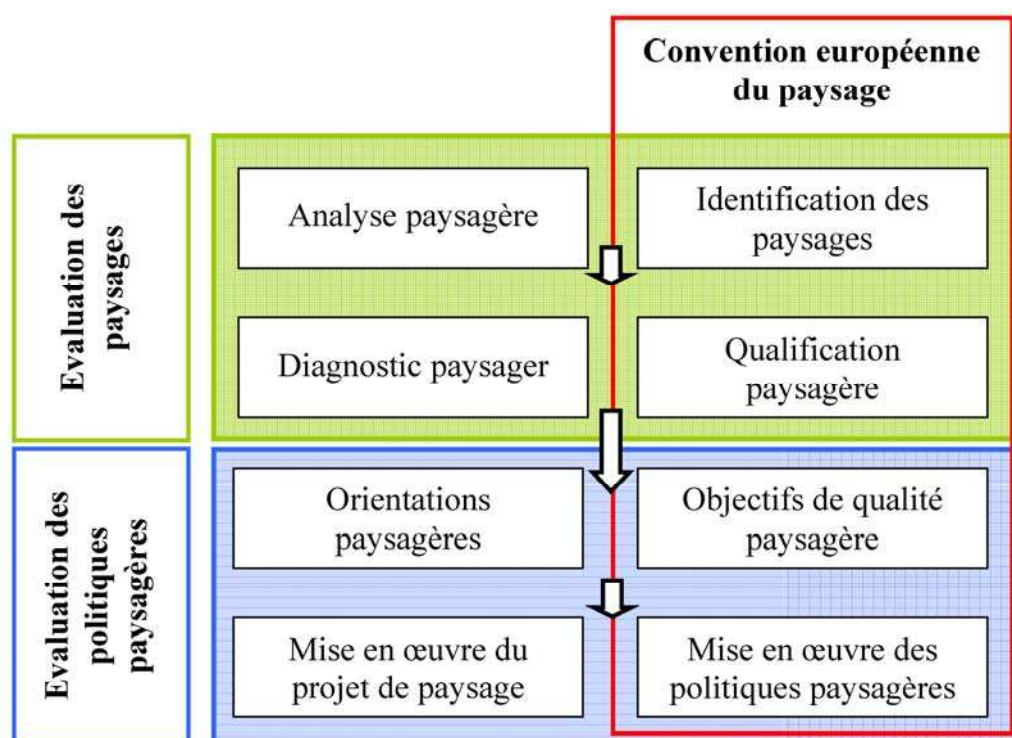 Convention européenne
du paysage
Evaluation des
paysages
Analyse paysagère
Identification des
paysages
Diagnostic paysager
Qualification
paysagère
Evaluation des
politiques
paysagères
Orientations
paysagères
Objectifs de qualité
paysagère
Mise en œuvre du
projet de paysage
Mise en œuvre des
politiques paysagères